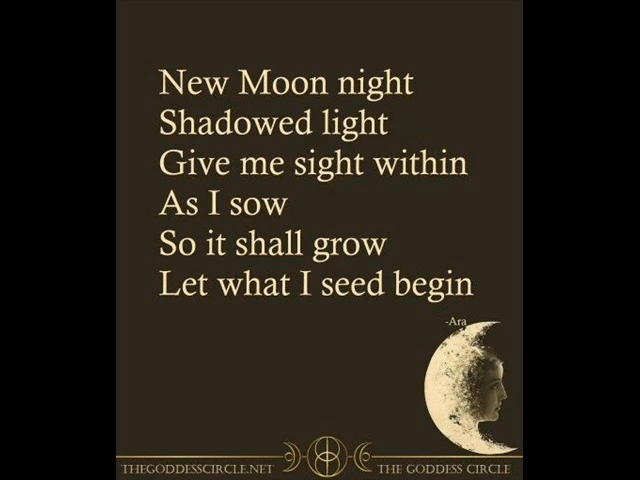 New Moon night
Shadowed light
Give me sight within
As I sow
So it shall grow
Let what I seed begin
-Ara
THEGODDESSCIRCLE.NET
THE GODDESS CIRCLE